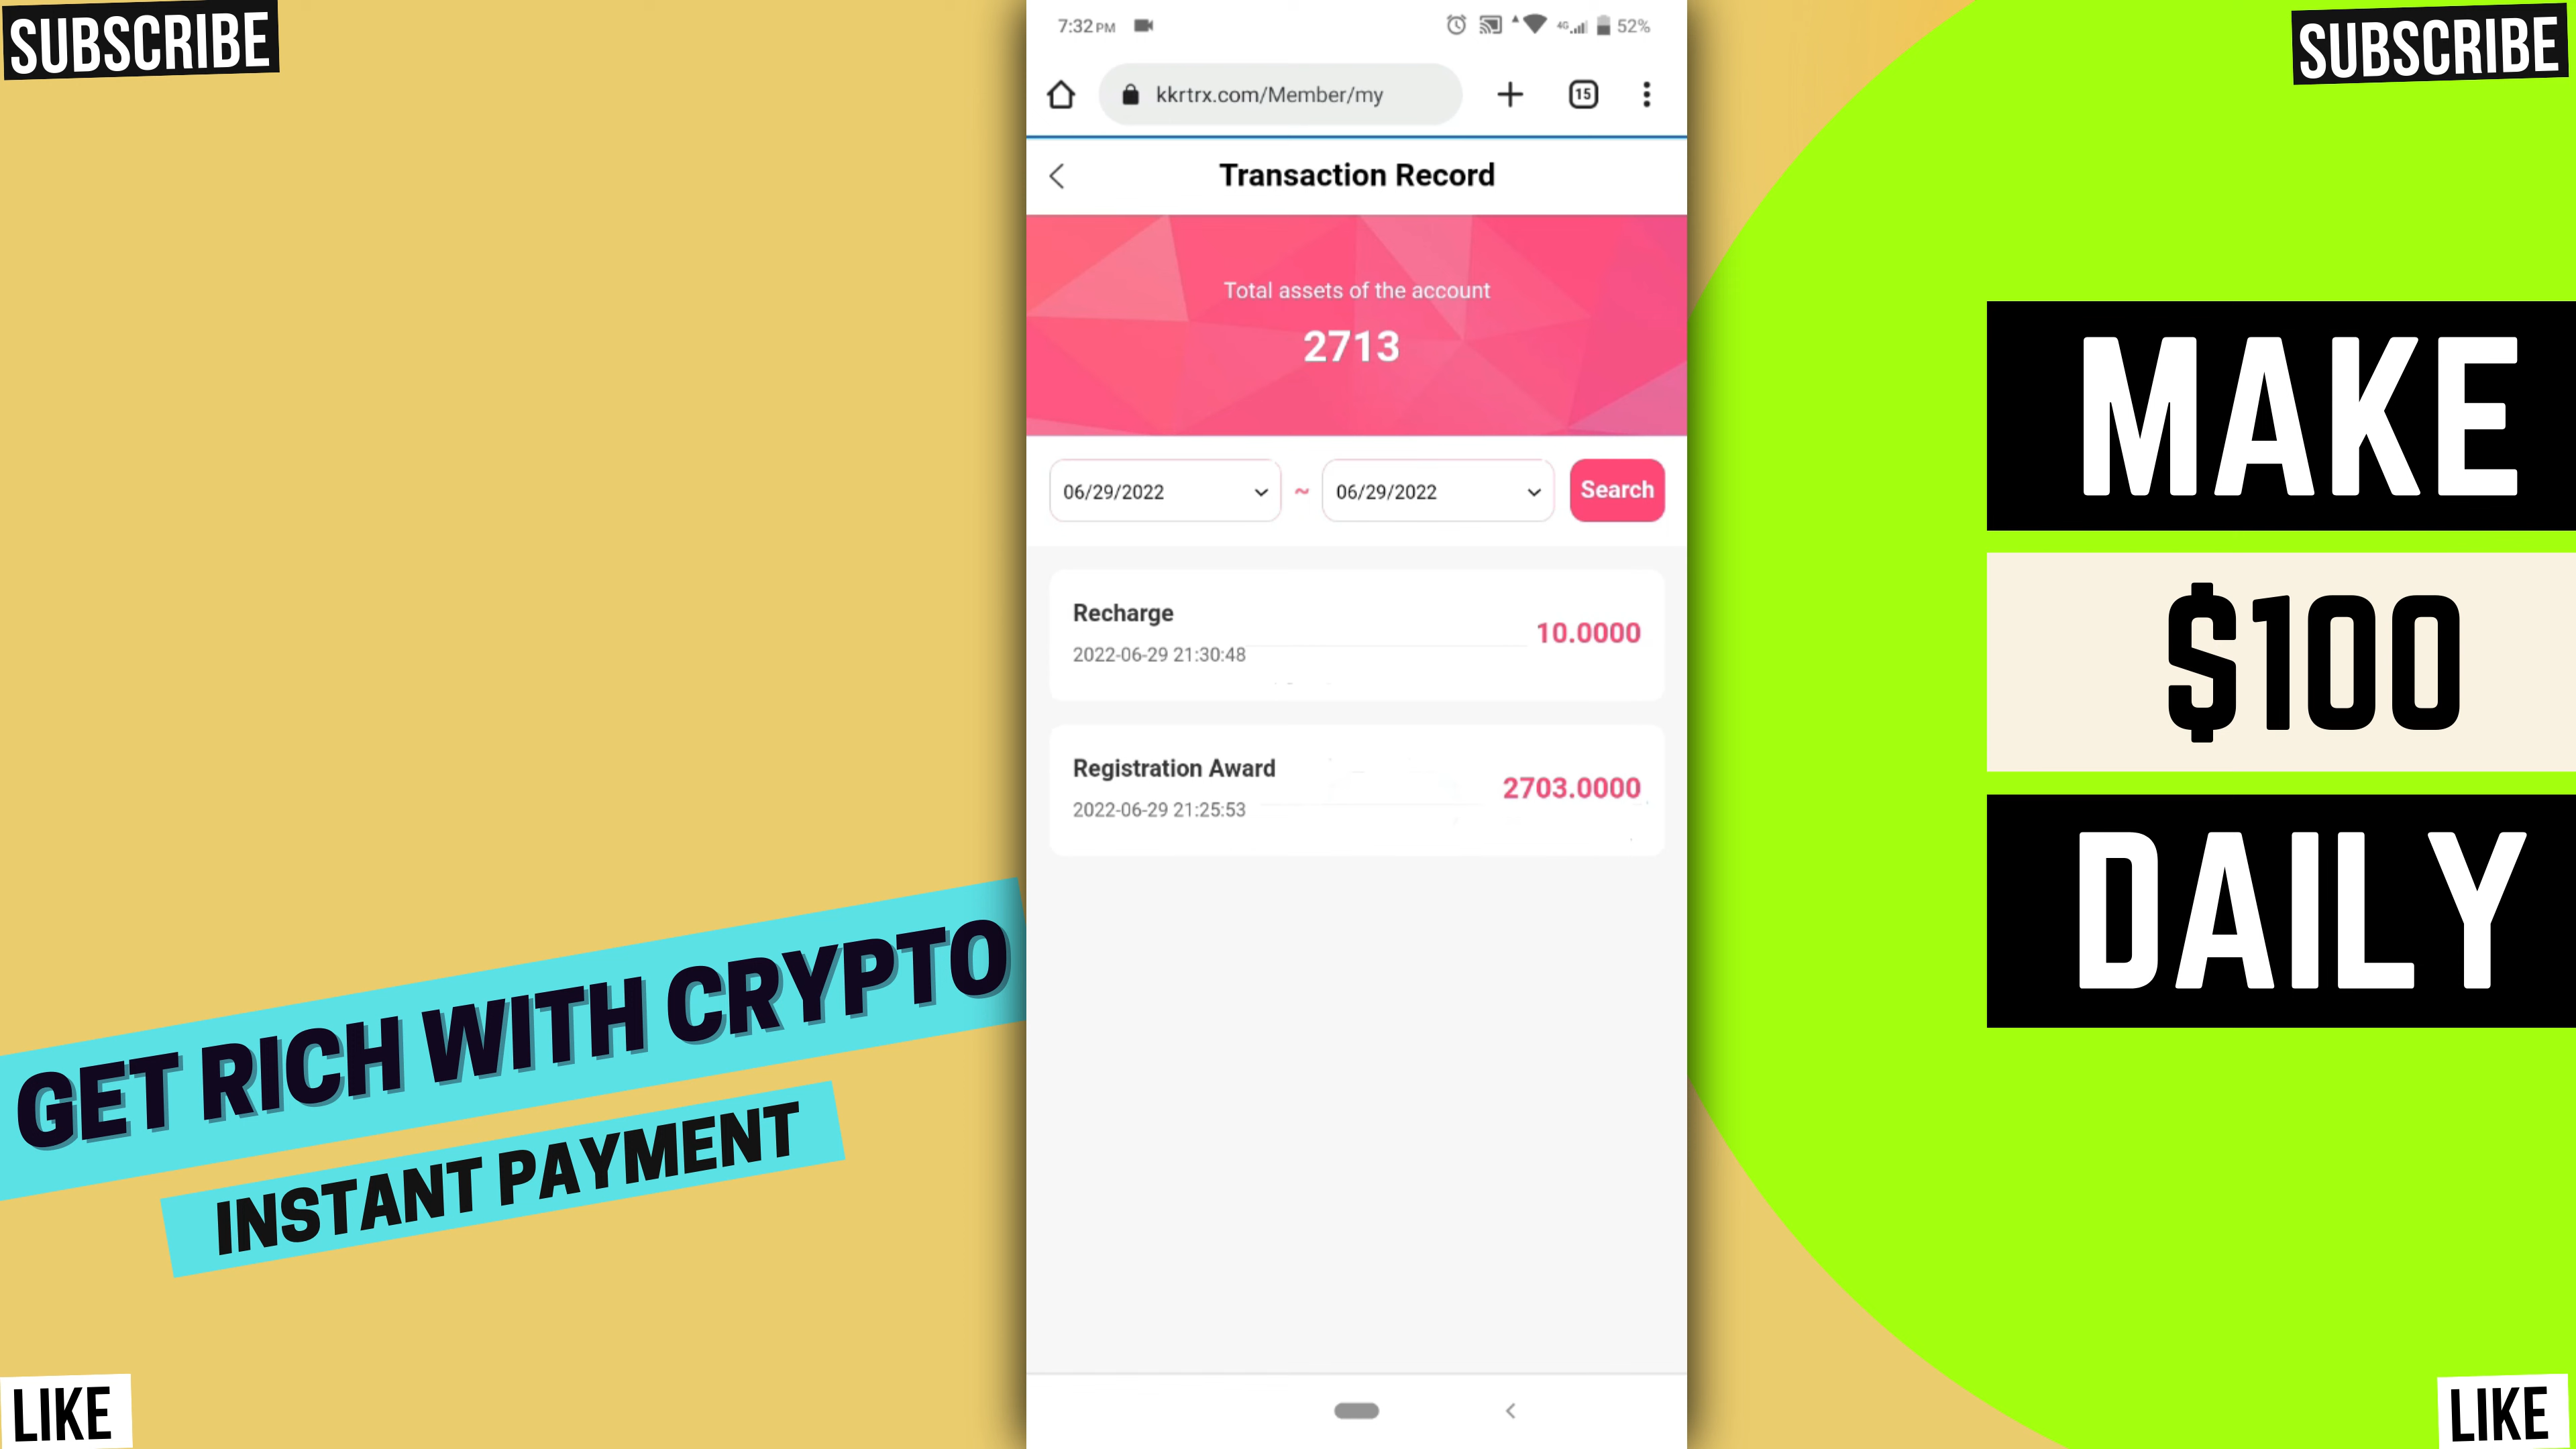 SUBSCRIBE
SUBSCRIBE
7:32 PM
4G
52%
kkrtrx.com/Member/my
15
Transaction Record
Total assets of the account
2713
06/29/2022 ~ 06/29/2022 Search
Recharge
10.0000
2022-06-29 21:30:48
Registration Award
2703.0000
2022-06-29 21:25:53
MAKE
$100
DAILY
GET RICH WITH CRYPTO
INSTANT PAYMENT
LIKE
LIKE